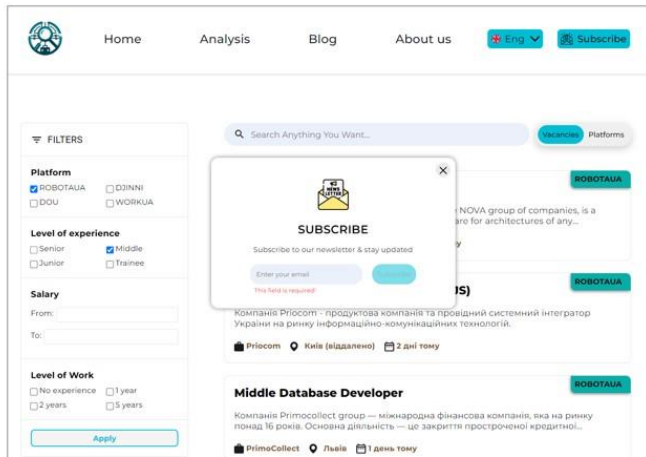 Home
Analysis
Blog
About us
Eng
Subscribe
FILTERS
Search Anything You Want...
Vacancies
Platforms
Platform
ROBOTAUA
DJINNI
DOU
WORKUA
Level of experience
Senior
Middle
Junior
Trainee
Salary
From:
To:
Level of Work
No experience
1 year
2 years
5 years
Apply
NEWS
LETTER
SUBSCRIBE
Subscribe to our newsletter & stay updated
Enter your email
This field is required!
ROBOTAUA
NOVA group of companies, is a
are for architectures of any...
ROBOTAUA
JS)
Компанія Priocom - продуктова компанія та провідний системний інтегратор
України на ринку інформаційно-комунікаційних технологій.
Priocom
Київ (віддалено)
2 дні тому
ROBOTAUA
Middle Database Developer
Компанія Primocollect group — міжнародна фінансова компанія, яка на ринку
понад 16 років. Основна діяльність — це закриття простроченої кредитної...
PrimoCollect
Львів
1 день тому